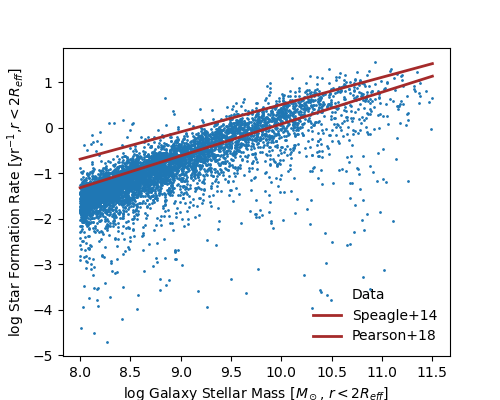 log Star Formation Rate [yr⁻¹, r < 2R_eff]
1
0
−1
−2
−3
−4
−5
8.0 8.5 9.0 9.5 10.0 10.5 11.0 11.5
log Galaxy Stellar Mass [M_⊙, r < 2R_eff]
Data
Speagle+14
Pearson+18